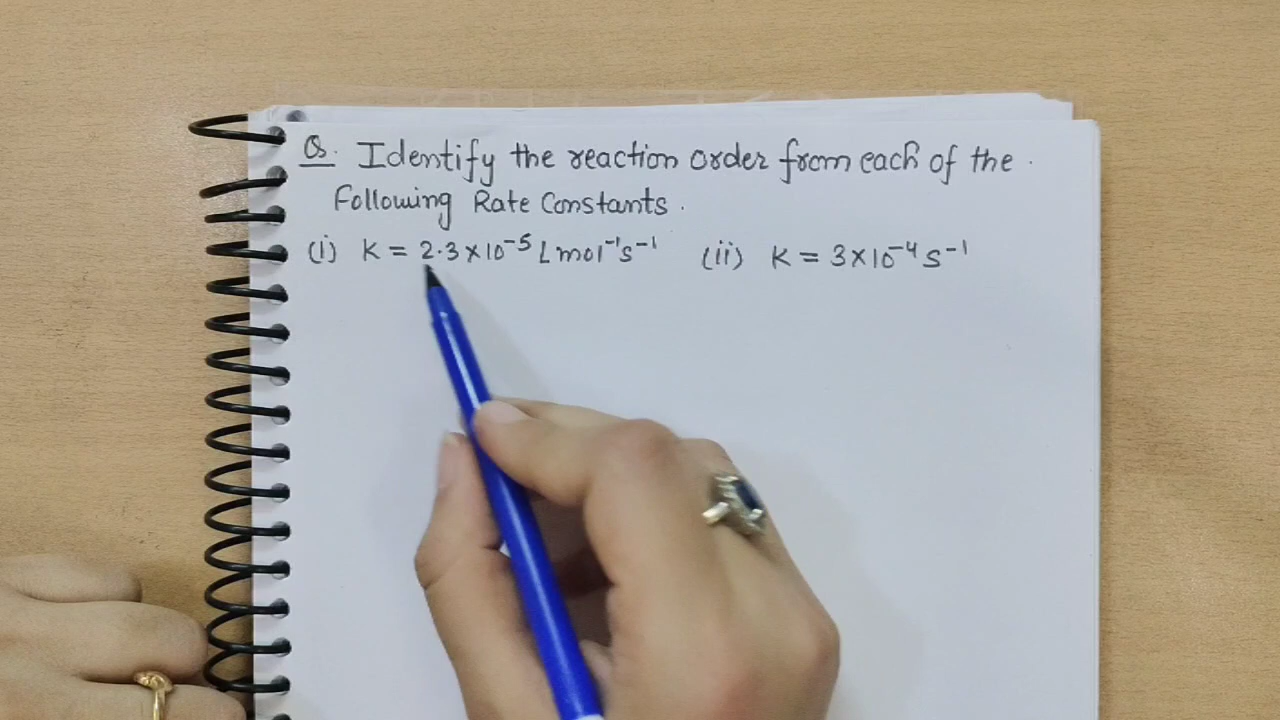 Qs. Identify the reaction order from each of the.
Following Rate Constants.
(i) K = 2.3×10⁻⁵ L mol⁻¹s⁻¹ (ii) K = 3×10⁻⁴ s⁻¹